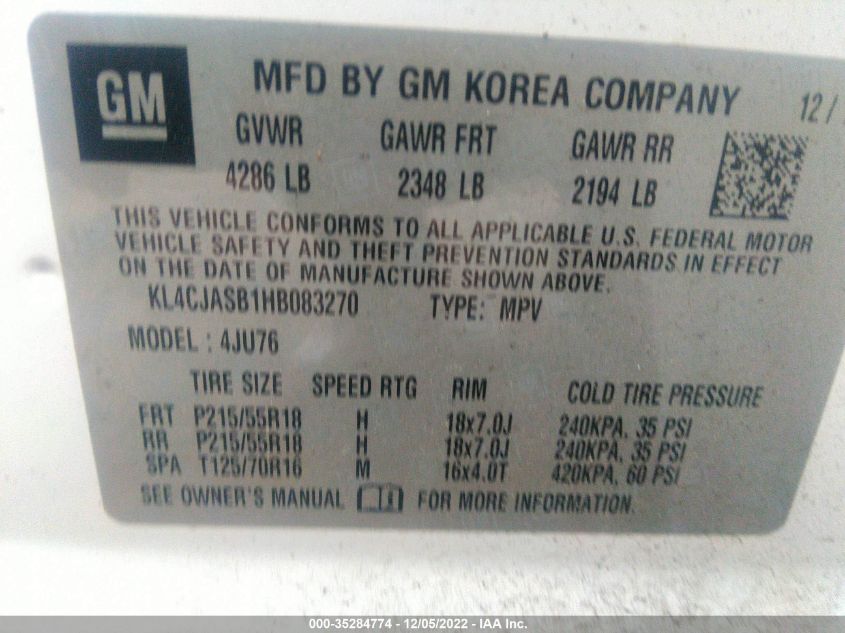 GM
MFD BY GM KOREA COMPANY 12/
GVWR GAWR FRT GAWR RR
4286 LB 2348 LB 2194 LB
THIS VEHICLE CONFORMS TO ALL APPLICABLE U.S. FEDERAL MOTOR
VEHICLE SAFETY AND THEFT PREVENTION STANDARDS IN EFFECT
ON THE DATE OF MANUFACTURE SHOWN ABOVE.
KL4CJASB1HB083270 TYPE: MPV
MODEL : 4JU76
TIRE SIZE SPEED RTG RIM COLD TIRE PRESSURE
FRT P215/55R18 H 18x7.0J 240KPA, 35 PSI
RR P215/55R18 H 18x7.0J 240KPA, 35 PSI
SPA T125/70R16 M 16x4.0T 420KPA, 60 PSI
SEE OWNER'S MANUAL FOR MORE INFORMATION.
000-35284774 - 12/05/2022 - IAA Inc.